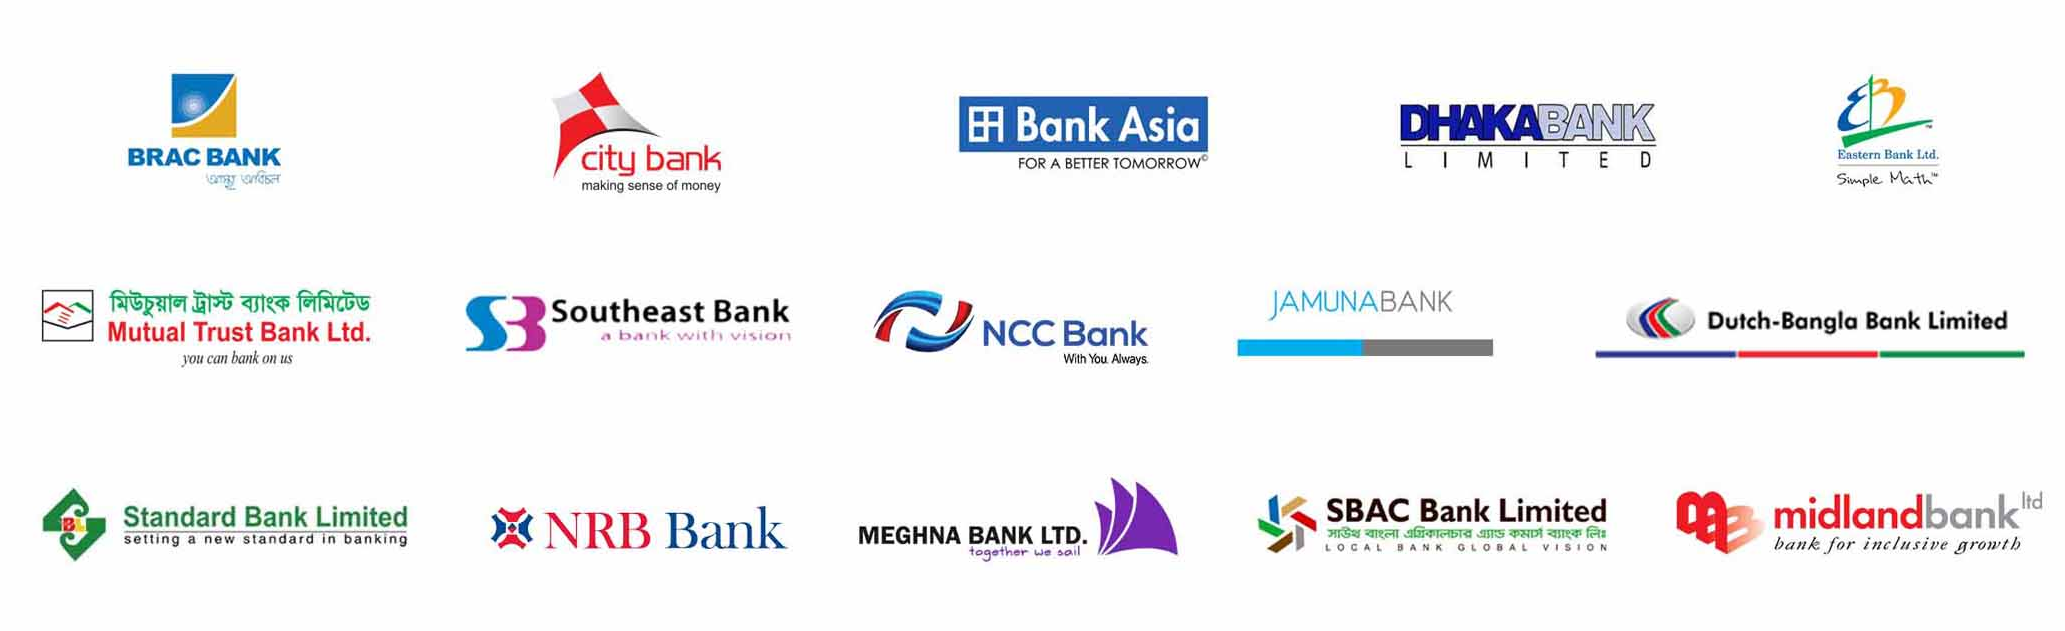 BRAC BANK
আস্থা অবিচল
city bank
making sense of money
Bank Asia
FOR A BETTER TOMORROW©
DHAKABANK
LIMITED
EB
Eastern Bank Ltd.
Simple Math™
মিউচুয়াল ট্রাস্ট ব্যাংক লিমিটেড
Mutual Trust Bank Ltd.
you can bank on us
SB Southeast Bank
a bank with vision
NCC Bank
With You. Always.
JAMUNABANK
Dutch-Bangla Bank Limited
SBL
Standard Bank Limited
setting a new standard in banking
NRB Bank
MEGHNA BANK LTD.
together we sail
SBAC Bank Limited
সাউথ বাংলা এগ্রিকালচার এ্যান্ড কমার্স ব্যাংক লিঃ
LOCAL BANK GLOBAL VISION
midlandbank ltd
bank for inclusive growth